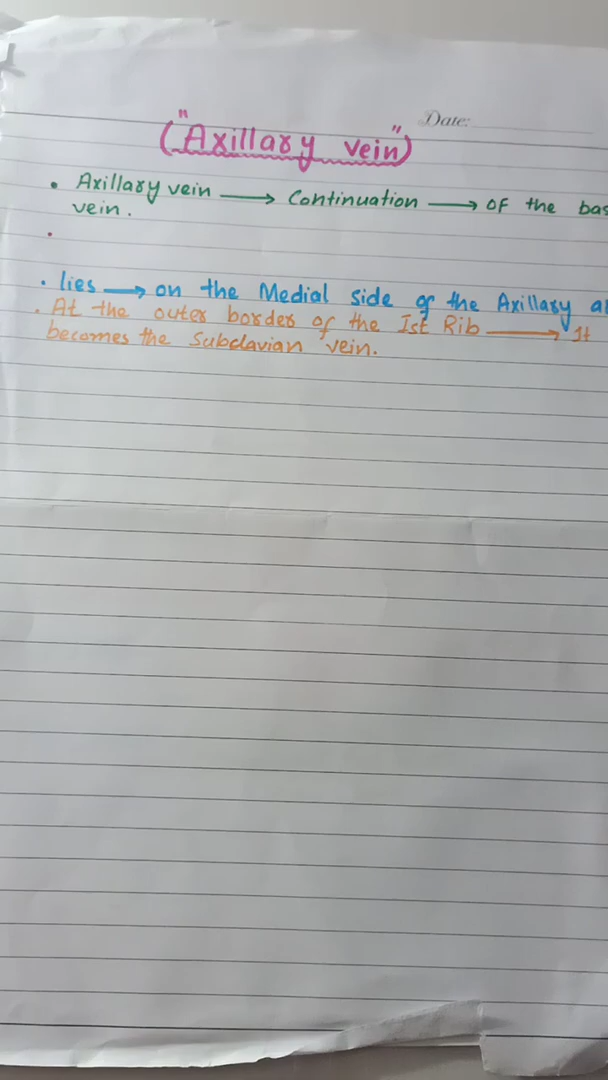 Date:
("Axillary vein")
• Axillary vein → Continuation → of the bas
vein.
•
• lies → on the Medial side of the Axillary a
• At the outer border of the Ist Rib → It
becomes the Subclavian vein.